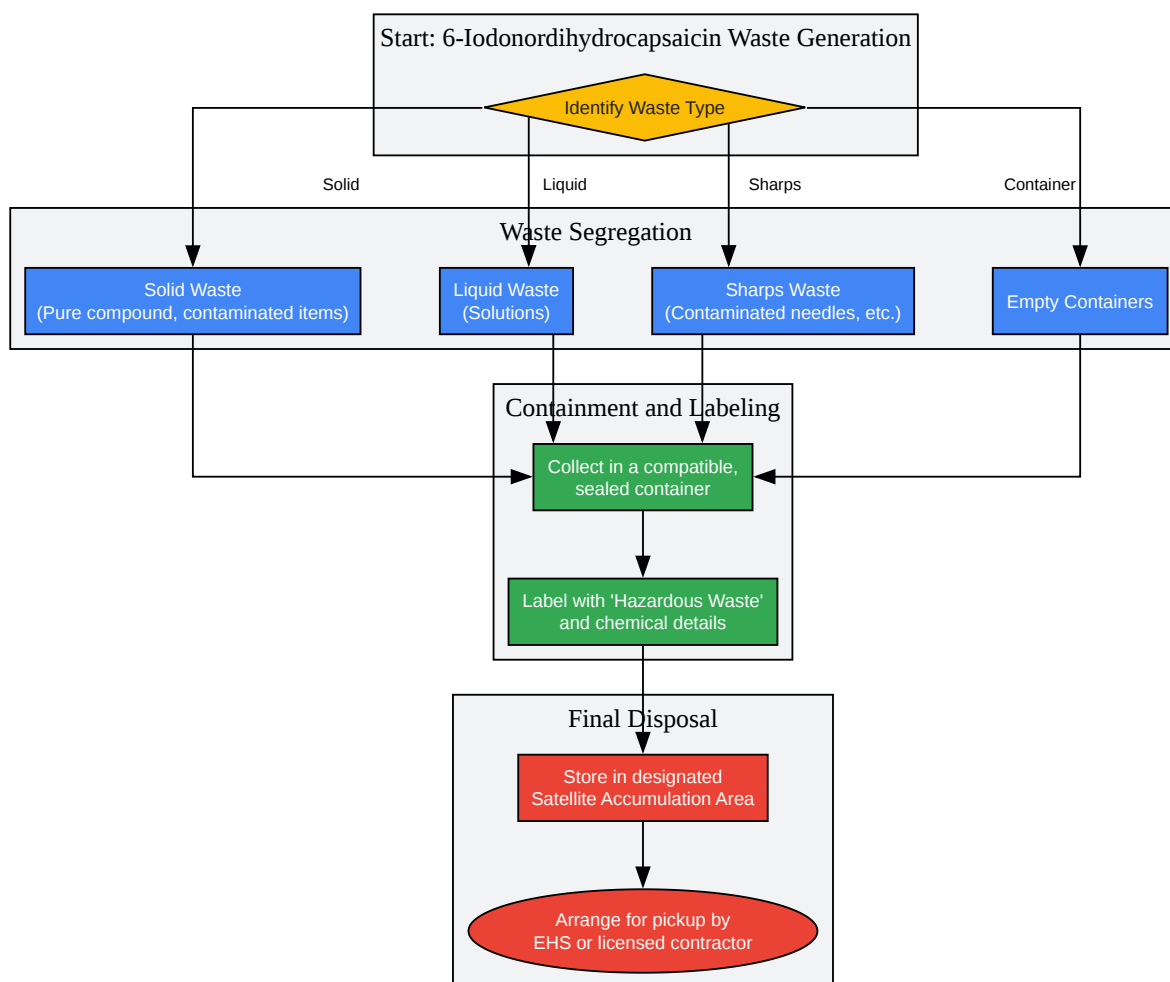 Start: 6-Iodonordihydrocapsaicin Waste Generation
Identify Waste Type
Solid
Liquid
Sharps
Container
Waste Segregation
Solid Waste
(Pure compound, contaminated items)
Liquid Waste
(Solutions)
Sharps Waste
(Contaminated needles, etc.)
Empty Containers
Containment and Labeling
Collect in a compatible,
sealed container
Label with 'Hazardous Waste'
and chemical details
Final Disposal
Store in designated
Satellite Accumulation Area
Arrange for pickup by
EHS or licensed contractor